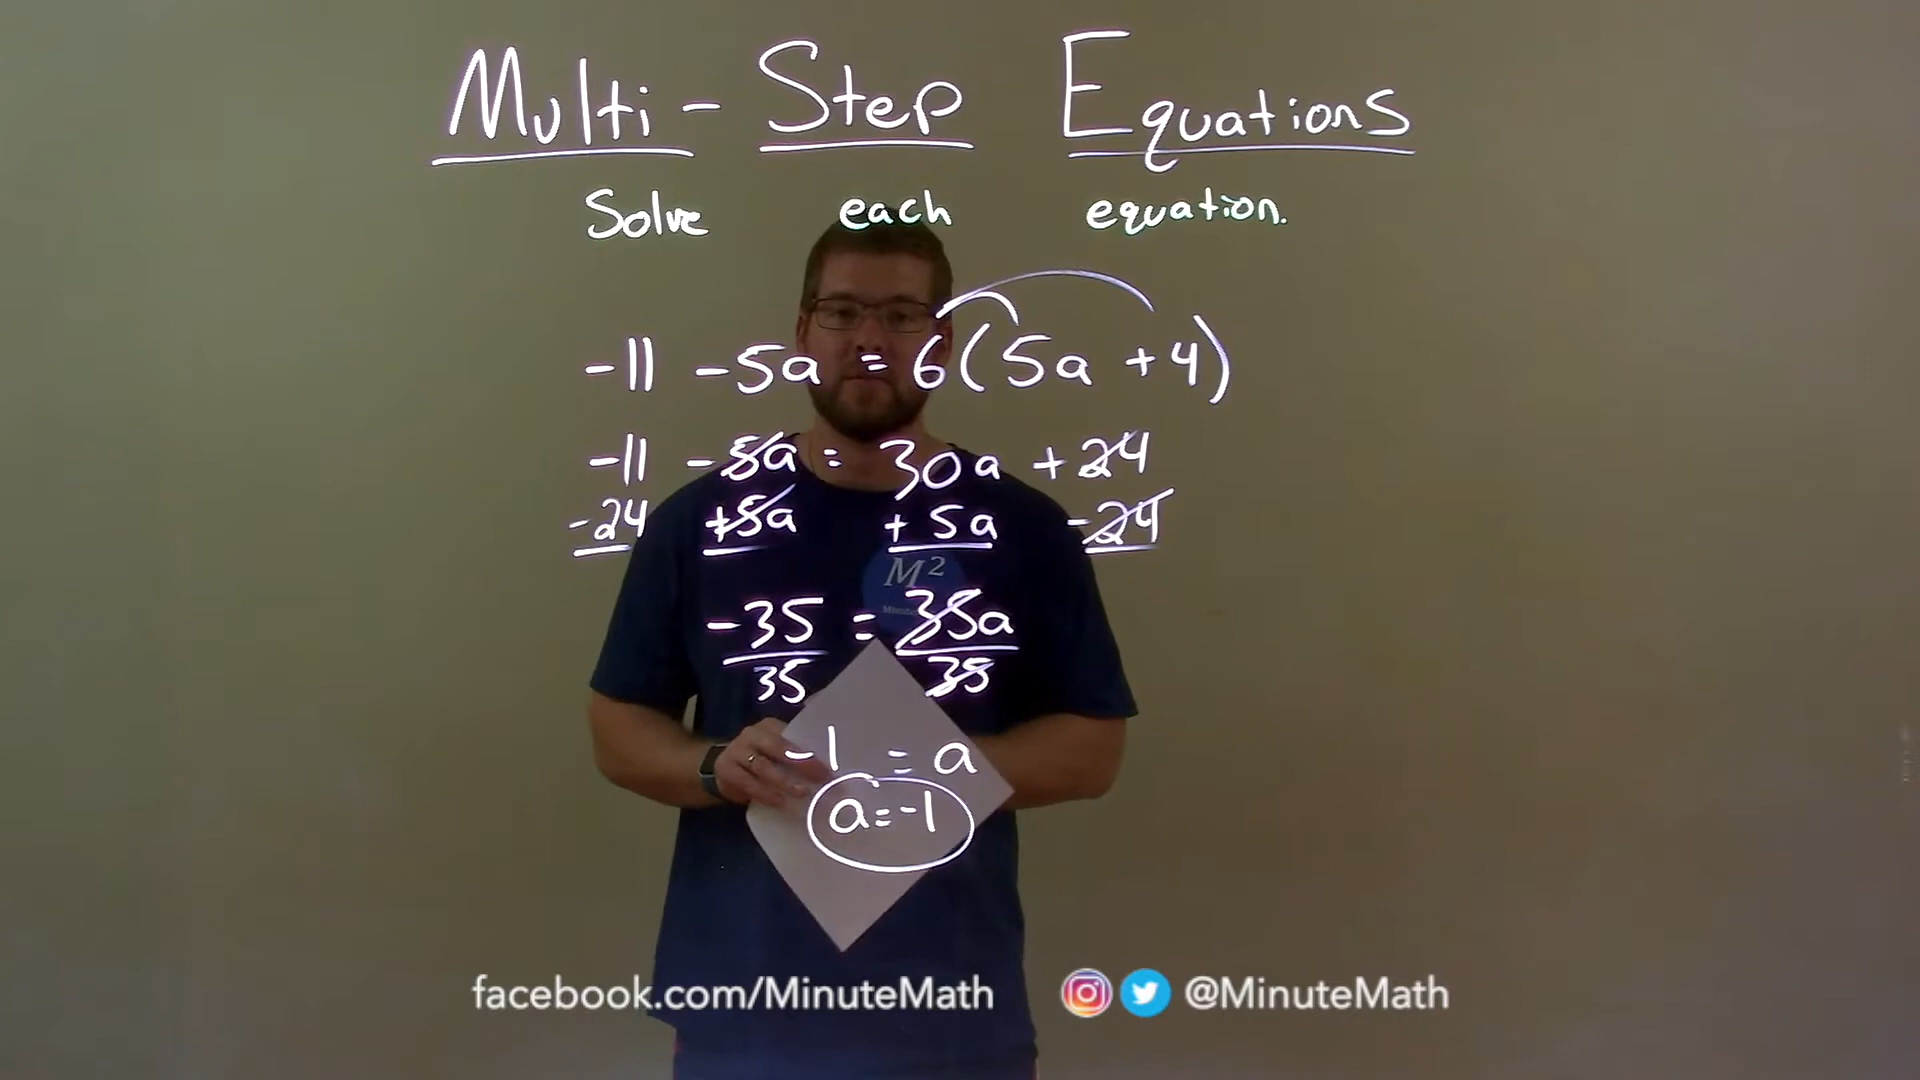 Multi-Step Equations
Solve each equation.
-11 -5a = 6(5a +4)
-11 -5a = 30a +24
-24 +5a +5a -24
M²
-35 = 35a
35 35
-1 = a
a=-1
facebook.com/MinuteMath @MinuteMath